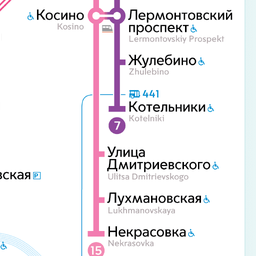 Косино
Kosino
Лермонтовский
проспект
Lermontovskiy Prospekt
Жулебино
Zhulebino
441
Котельники
Kotelniki
7
Улица
Дмитриевского
Ulitsa Dmitrievskogo
вская
Лухмановская
Lukhmanovskaya
Некрасовка
Nekrasovka
15